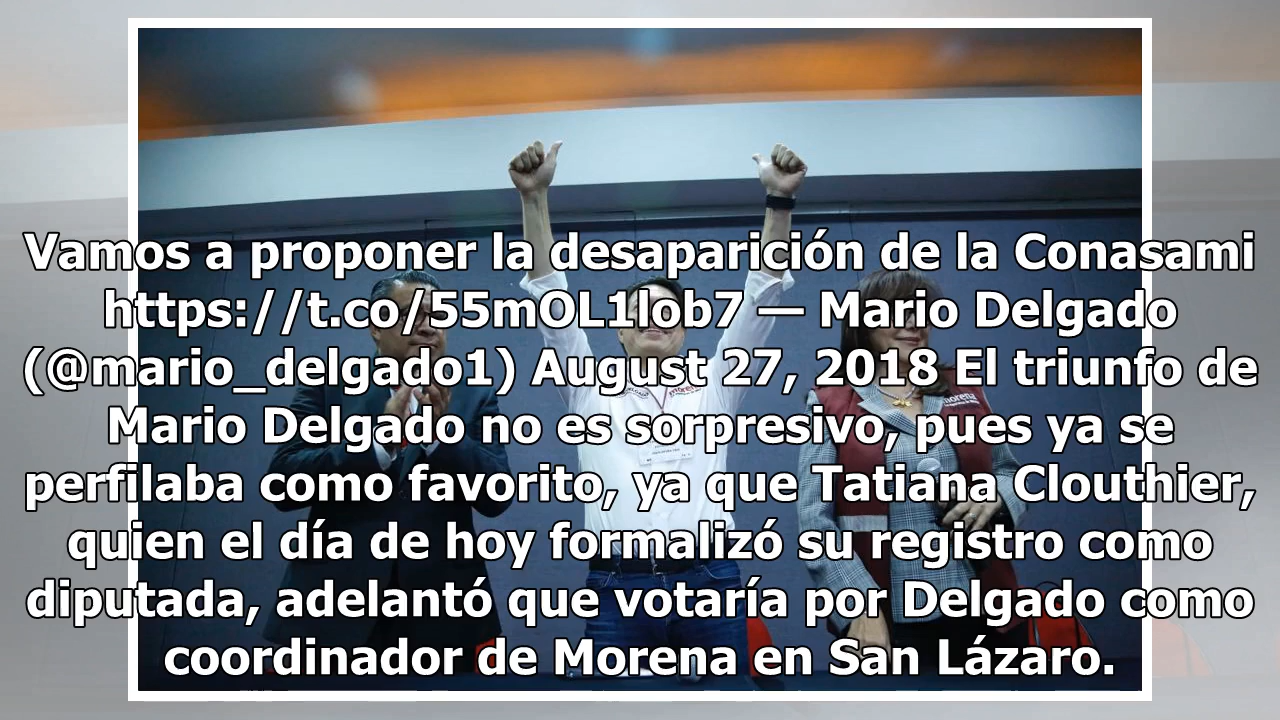 Vamos a proponer la desaparición de la Conasami
https://t.co/55mOL1lob7 — Mario Delgado
(@mario_delgado1) August 27, 2018 El triunfo de
Mario Delgado no es sorpresivo, pues ya se
perfilaba como favorito, ya que Tatiana Clouthier,
quien el día de hoy formalizó su registro como
diputada, adelantó que votaría por Delgado como
coordinador de Morena en San Lázaro.
morena
morena